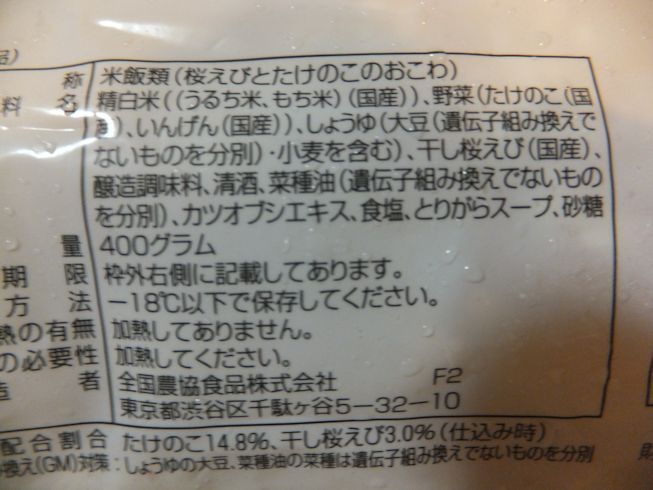 称 米飯類(桜えびとたけのこのおこわ)
料 名 精白米((うるち米、もち米)(国産))、野菜(たけのこ(国
産)、いんげん(国産))、しょうゆ(大豆(遺伝子組み換えで
ないものを分別)・小麦を含む)、干し桜えび(国産)、
醸造調味料、清酒、菜種油(遺伝子組み換えでないもの
を分別)、カツオブシエキス、食塩、とりがらスープ、砂糖
量 400グラム
期 限 枠外右側に記載してあります。
方 法 －18℃以下で保存してください。
熱の有無 加熱してありません。
の必要性 加熱してください。
造 者 全国農協食品株式会社 F2
東京都渋谷区千駄ヶ谷5－32－10
配合割合 たけのこ14.8%、干し桜えび3.0%(仕込み時)
換え(GM)対策:しょうゆの大豆、菜種油の菜種は遺伝子組み換えでないものを分別